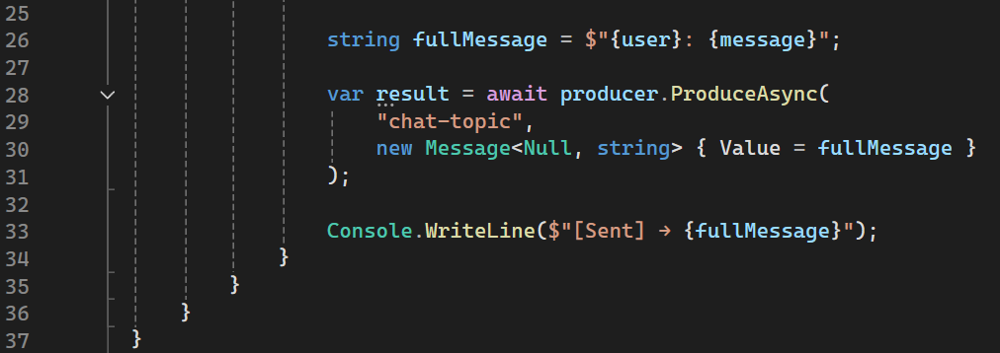 25
26 string fullMessage = $"{user}: {message}";
27
28 var result = await producer.ProduceAsync(
29 "chat-topic",
30 new Message<Null, string> { Value = fullMessage }
31 );
32
33 Console.WriteLine($"[Sent] → {fullMessage}");
34 }
35 }
36 }
37 }